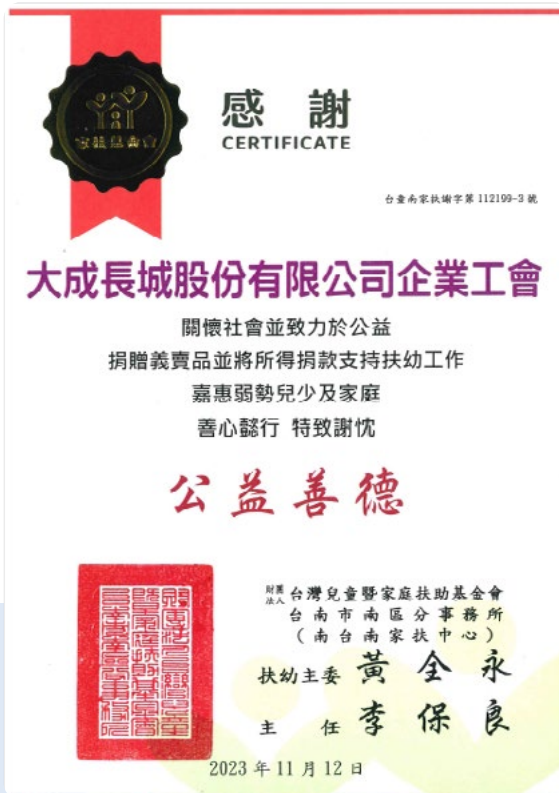 家扶基金會
感謝
CERTIFICATE
台童南家扶謝字第 112199-3 號
大成長城股份有限公司企業工會
關懷社會並致力於公益
捐贈義賣品並將所得捐款支持扶幼工作
嘉惠弱勢兒少及家庭
善心懿行 特致謝忱
公益善德
財團法人 台灣兒童暨家庭扶助基金會
台南市南區分事務所
(南台南家扶中心)
扶幼主委 黃全永
主任 李保良
2023 年 11 月 12 日